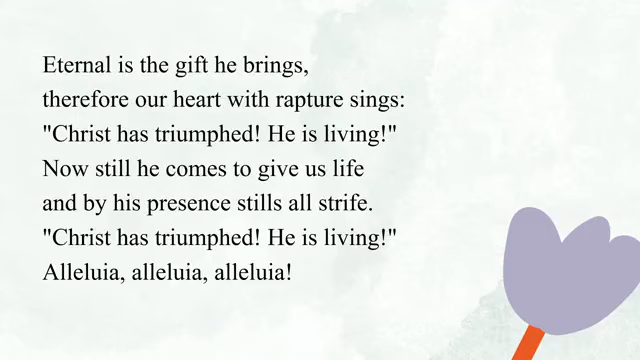 Eternal is the gift he brings,
therefore our heart with rapture sings:
"Christ has triumphed! He is living!"
Now still he comes to give us life
and by his presence stills all strife.
"Christ has triumphed! He is living!"
Alleluia, alleluia, alleluia!